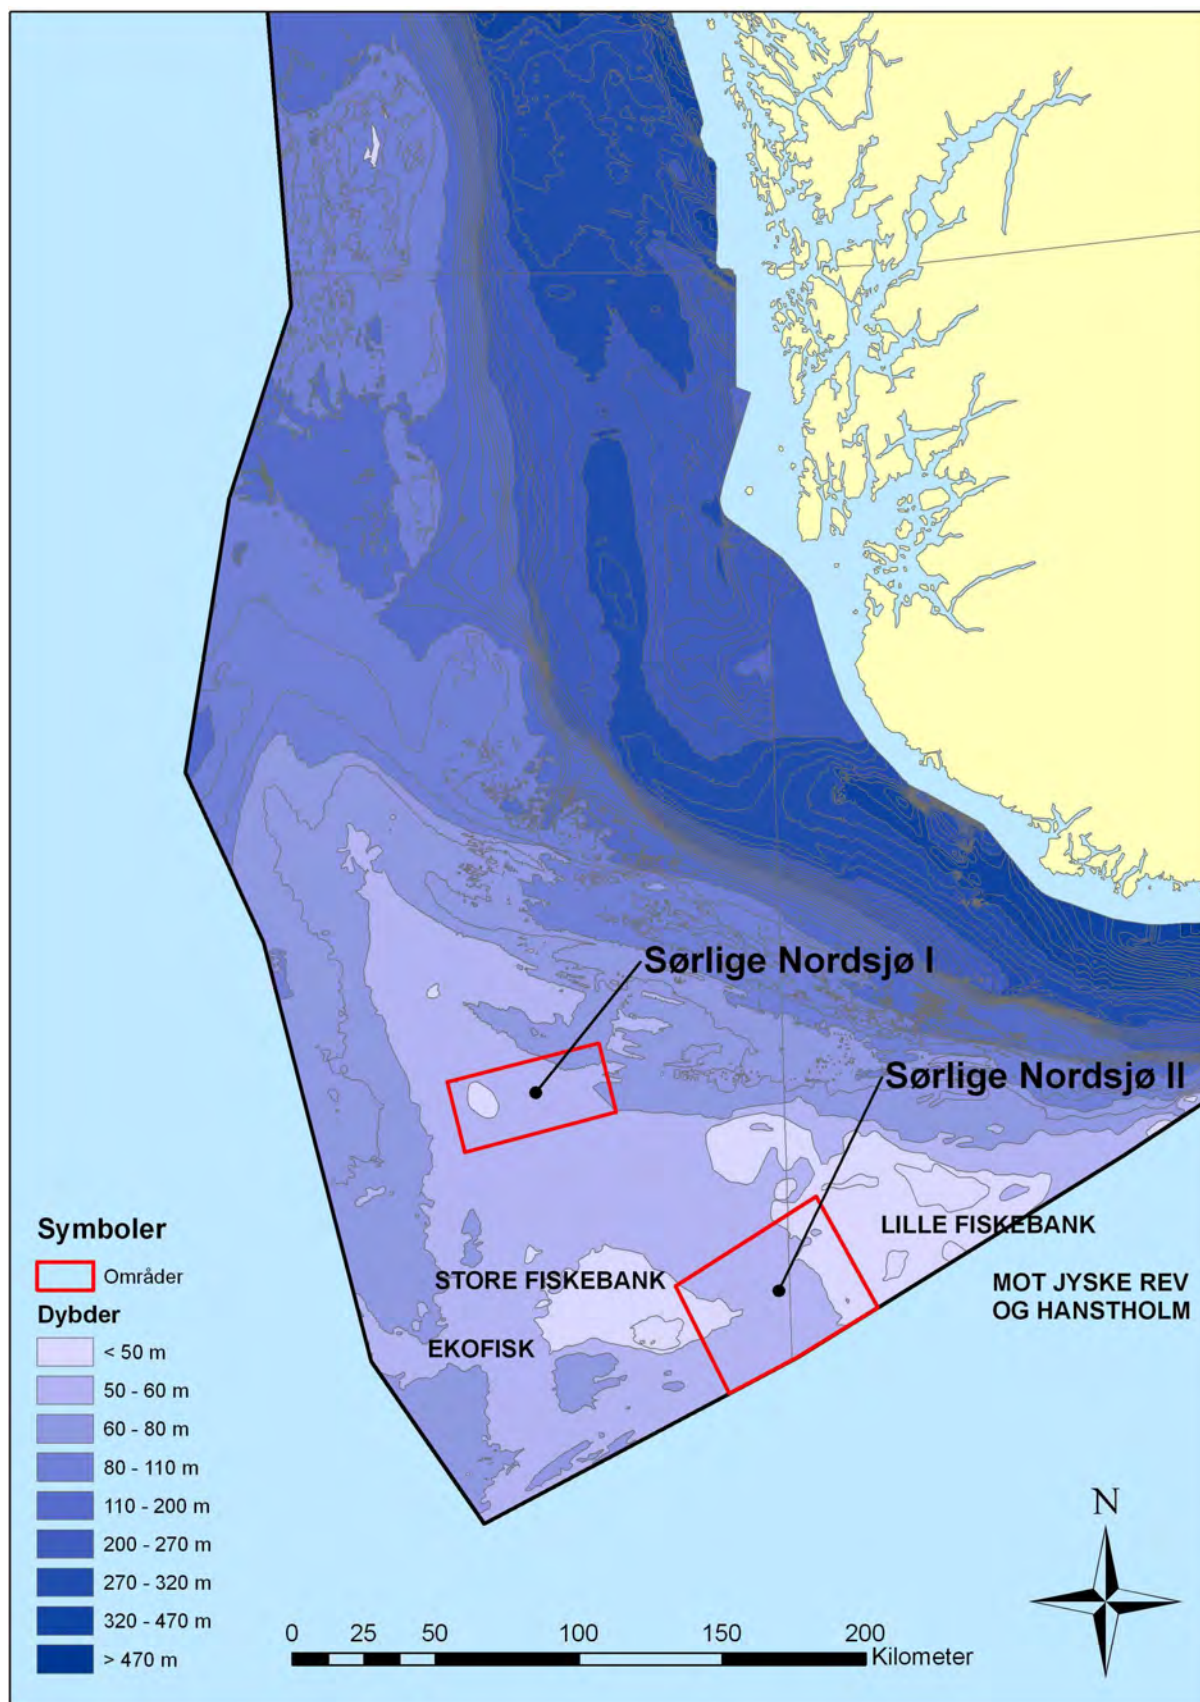 Sørlige Nordsjø I
Sørlige Nordsjø II
LILLE FISKEBANK
STORE FISKEBANK
MOT JYSKE REV
OG HANSTHOLM
EKOFISK
Symboler
Områder
Dybder
< 50 m
50 - 60 m
60 - 80 m
80 - 110 m
110 - 200 m
200 - 270 m
270 - 320 m
320 - 470 m
> 470 m
N
0 25 50 100 150 200
Kilometer